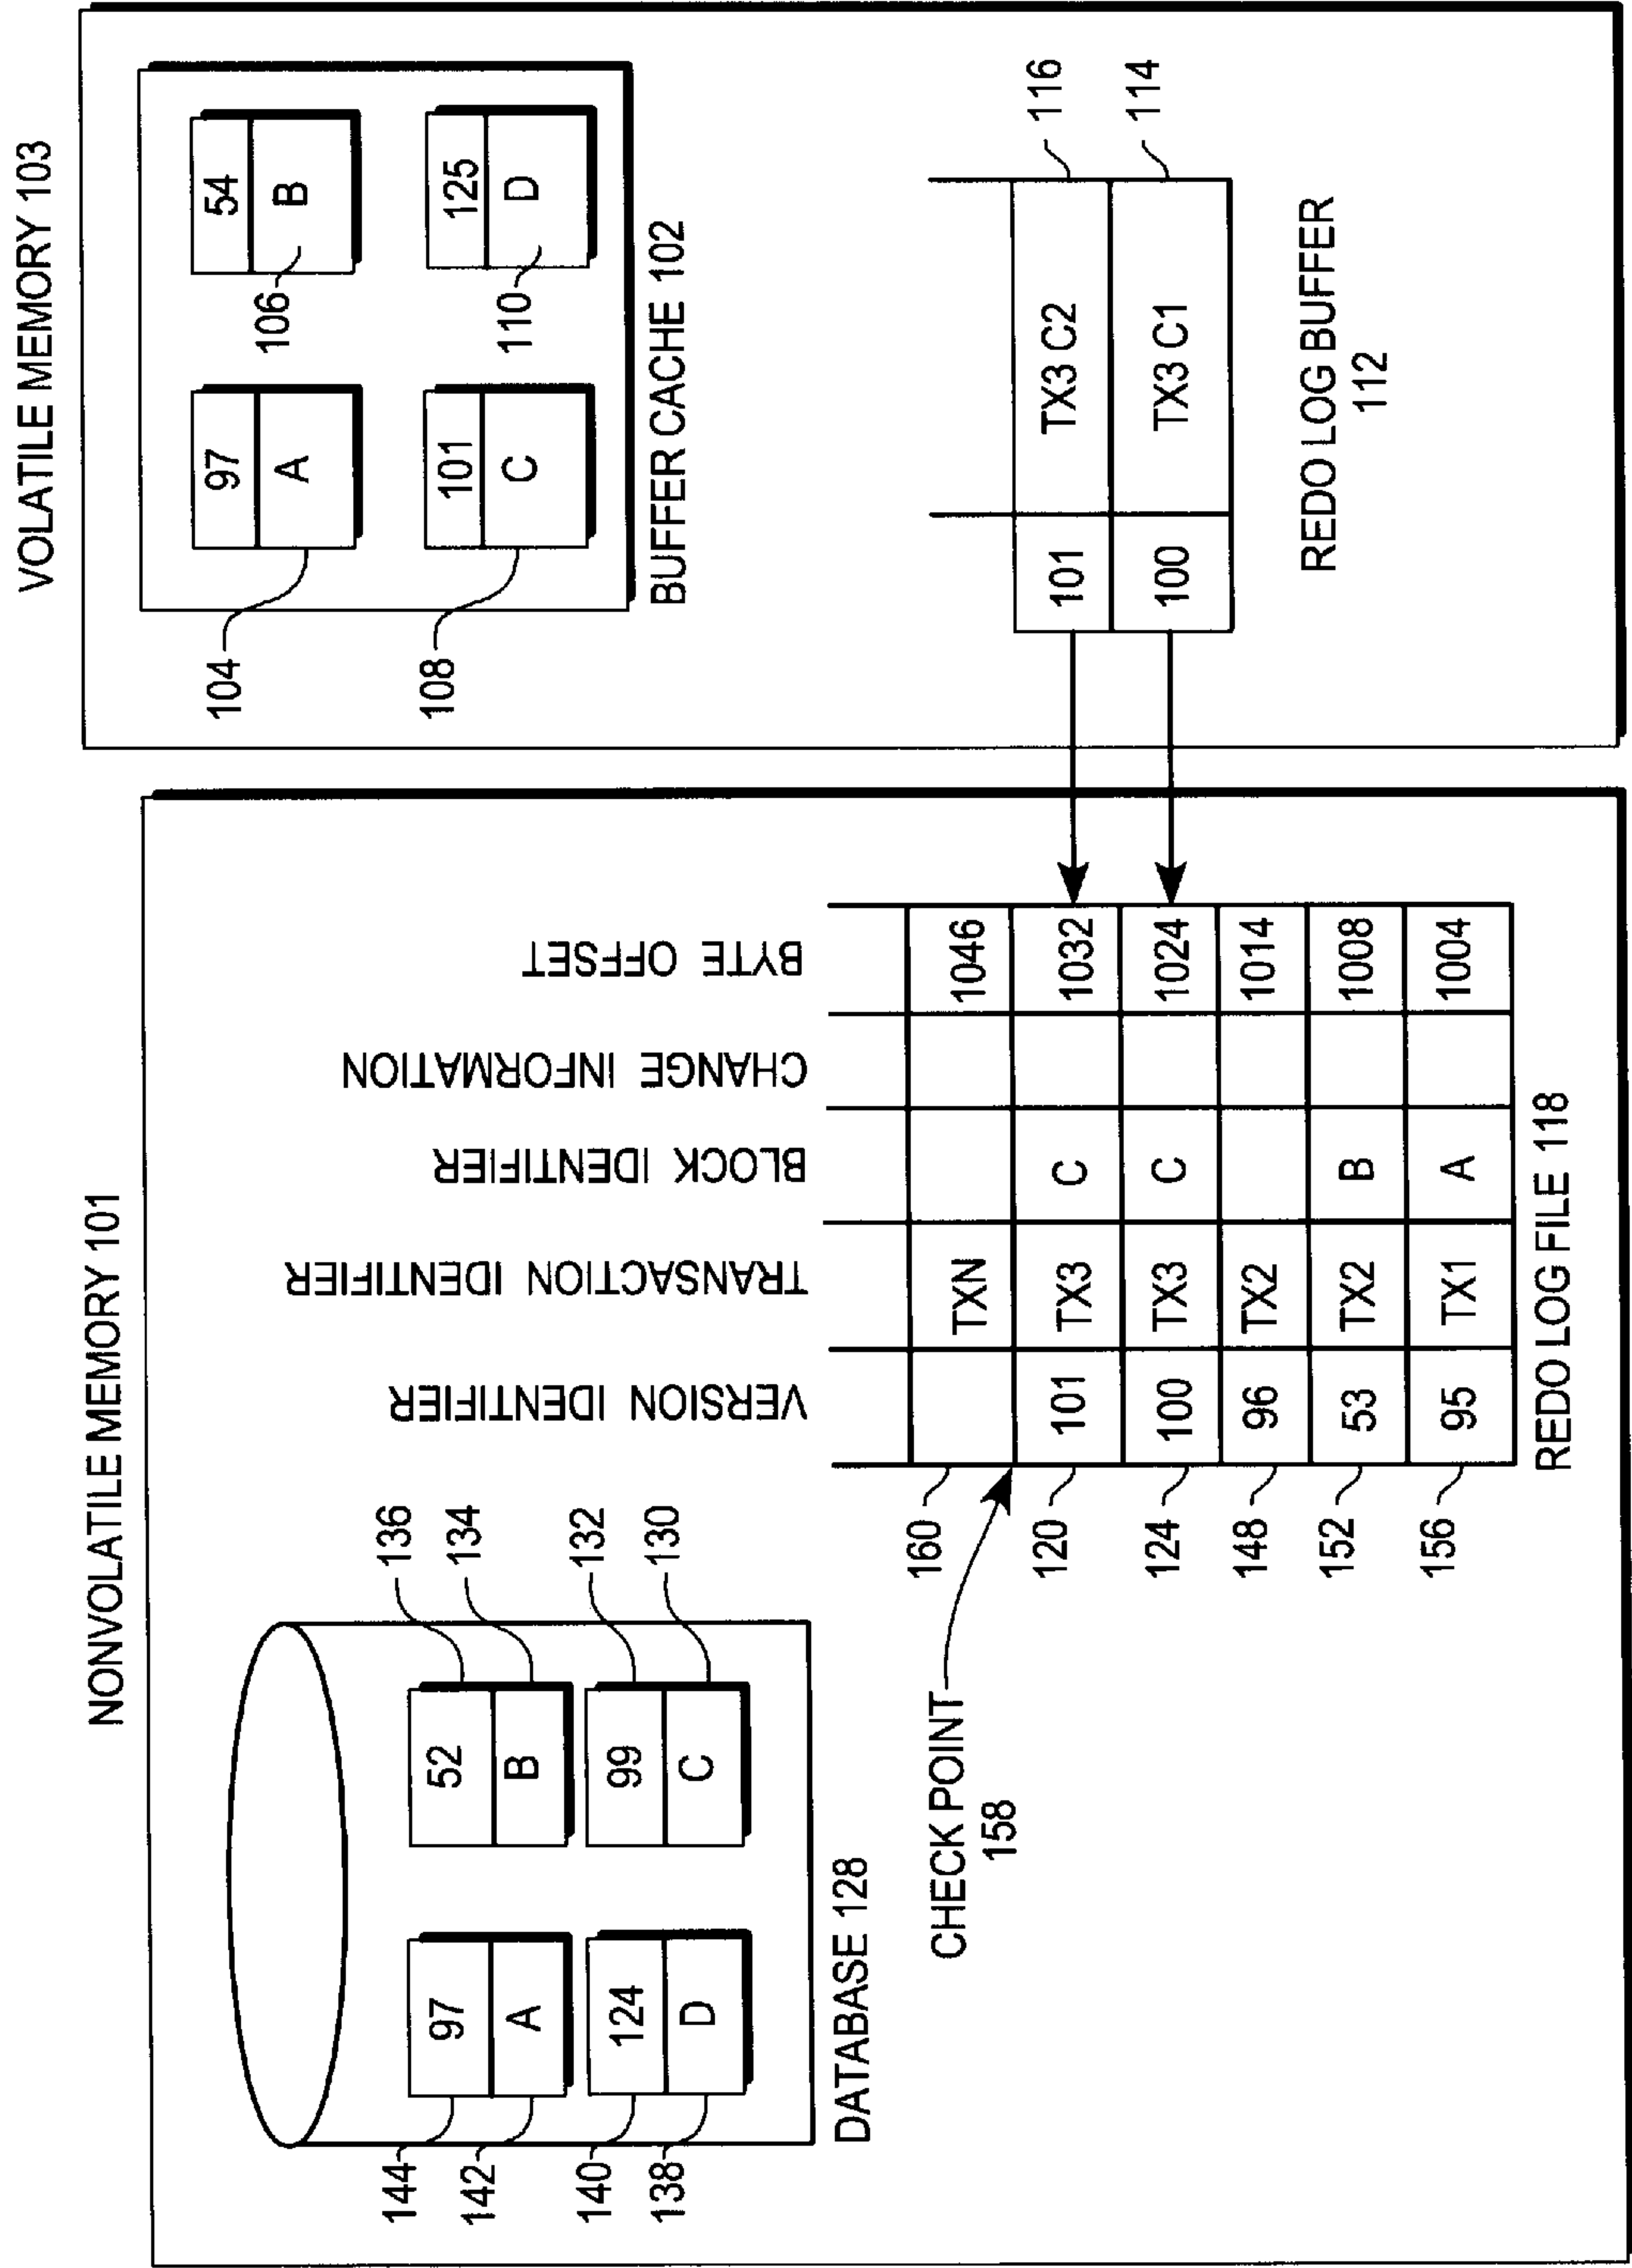 NONVOLATILE MEMORY 101
144
97
142
A
52
136
B
134
140
124
138
D
99
132
C
130
DATABASE 128
CHECK POINT
158
VERSION IDENTIFIER
TRANSACTION IDENTIFIER
BLOCK IDENTIFIER
CHANGE INFORMATION
BYTE OFFSET
160 TXN 1046
120 101 TX3 C 1032
124 100 TX3 C 1024
148 96 TX2 1014
152 53 TX2 B 1008
156 95 TX1 A 1004
REDO LOG FILE 118
VOLATILE MEMORY 103
104
97
A
106
54
B
108
101
C
110
125
D
BUFFER CACHE 102
101 TX3 C2 116
100 TX3 C1 114
REDO LOG BUFFER
112